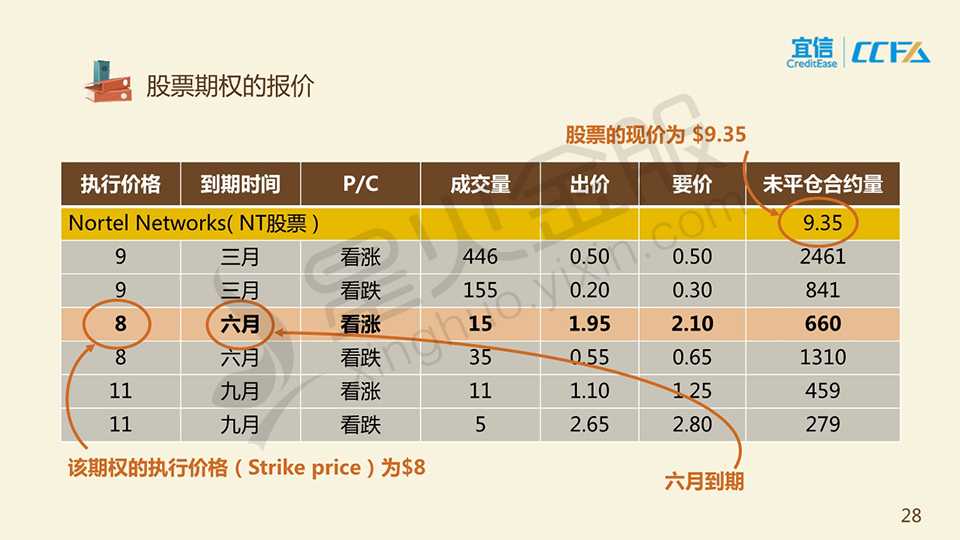 宜信
CreditEase
CCFA
股票期权的报价
股票的现价为 $9.35
执行价格 到期时间 P/C 成交量 出价 要价 未平仓合约量
Nortel Networks( NT股票 ) 9.35
9 三月 看涨 446 0.50 0.50 2461
9 三月 看跌 155 0.20 0.30 841
8 六月 看涨 15 1.95 2.10 660
8 六月 看跌 35 0.55 0.65 1310
11 九月 看涨 11 1.10 1.25 459
11 九月 看跌 5 2.65 2.80 279
该期权的执行价格（Strike price）为$8
六月到期
28
星火金服
xinghuo.yixin.com